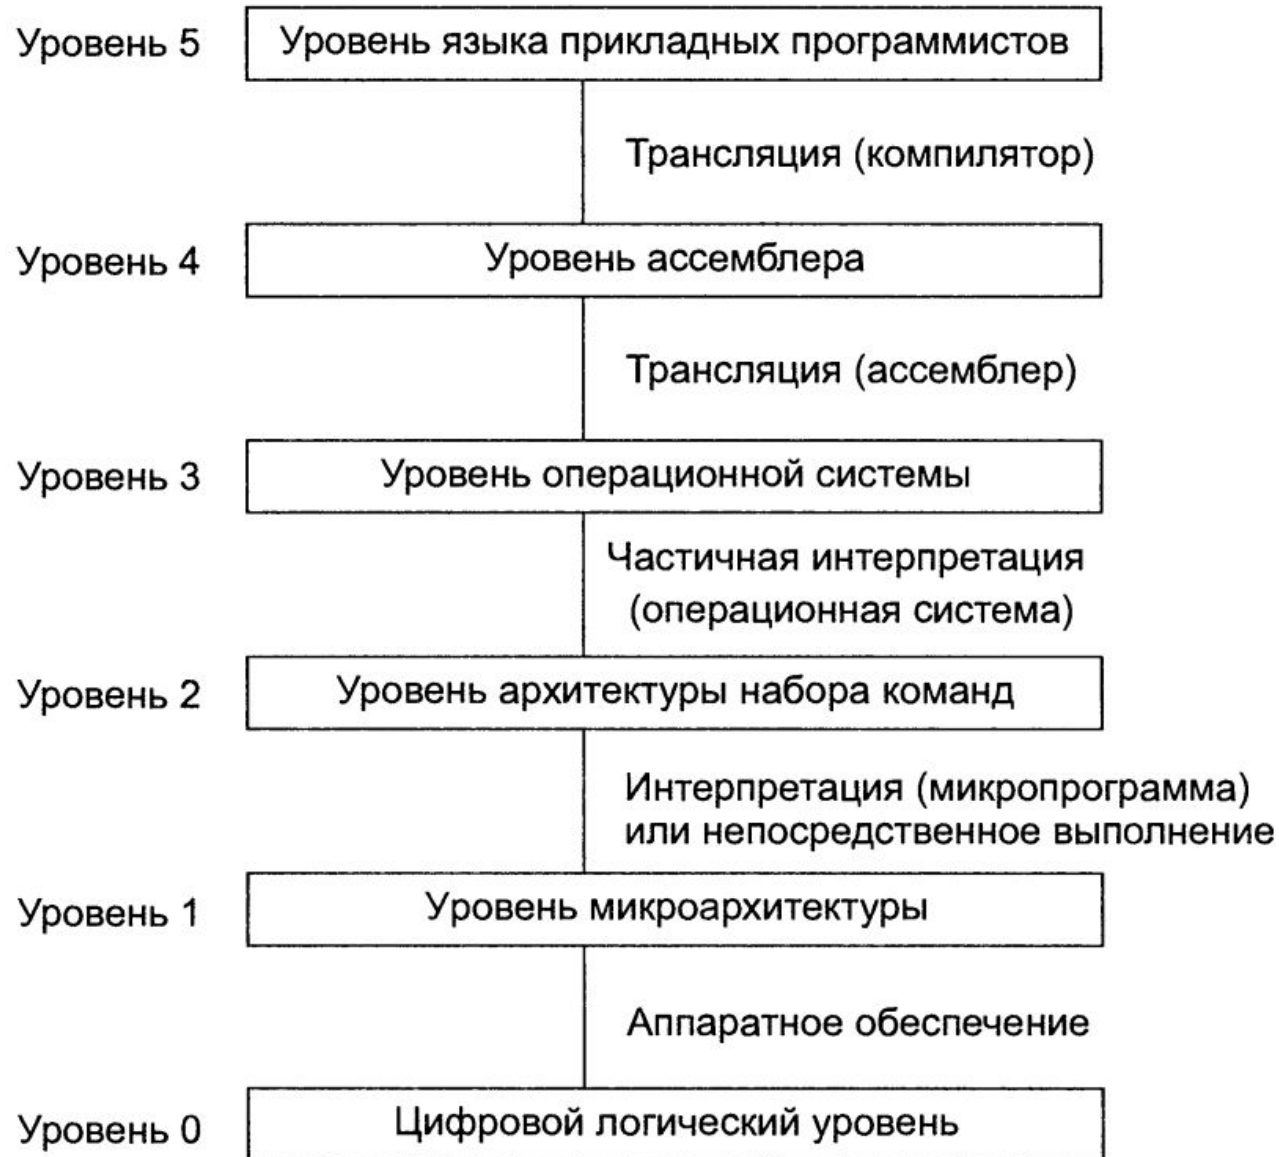 Уровень 5
Уровень языка прикладных программистов
Трансляция (компилятор)
Уровень 4
Уровень ассемблера
Трансляция (ассемблер)
Уровень 3
Уровень операционной системы
Частичная интерпретация
(операционная система)
Уровень 2
Уровень архитектуры набора команд
Интерпретация (микропрограмма)
или непосредственное выполнение
Уровень 1
Уровень микроархитектуры
Аппаратное обеспечение
Уровень 0
Цифровой логический уровень